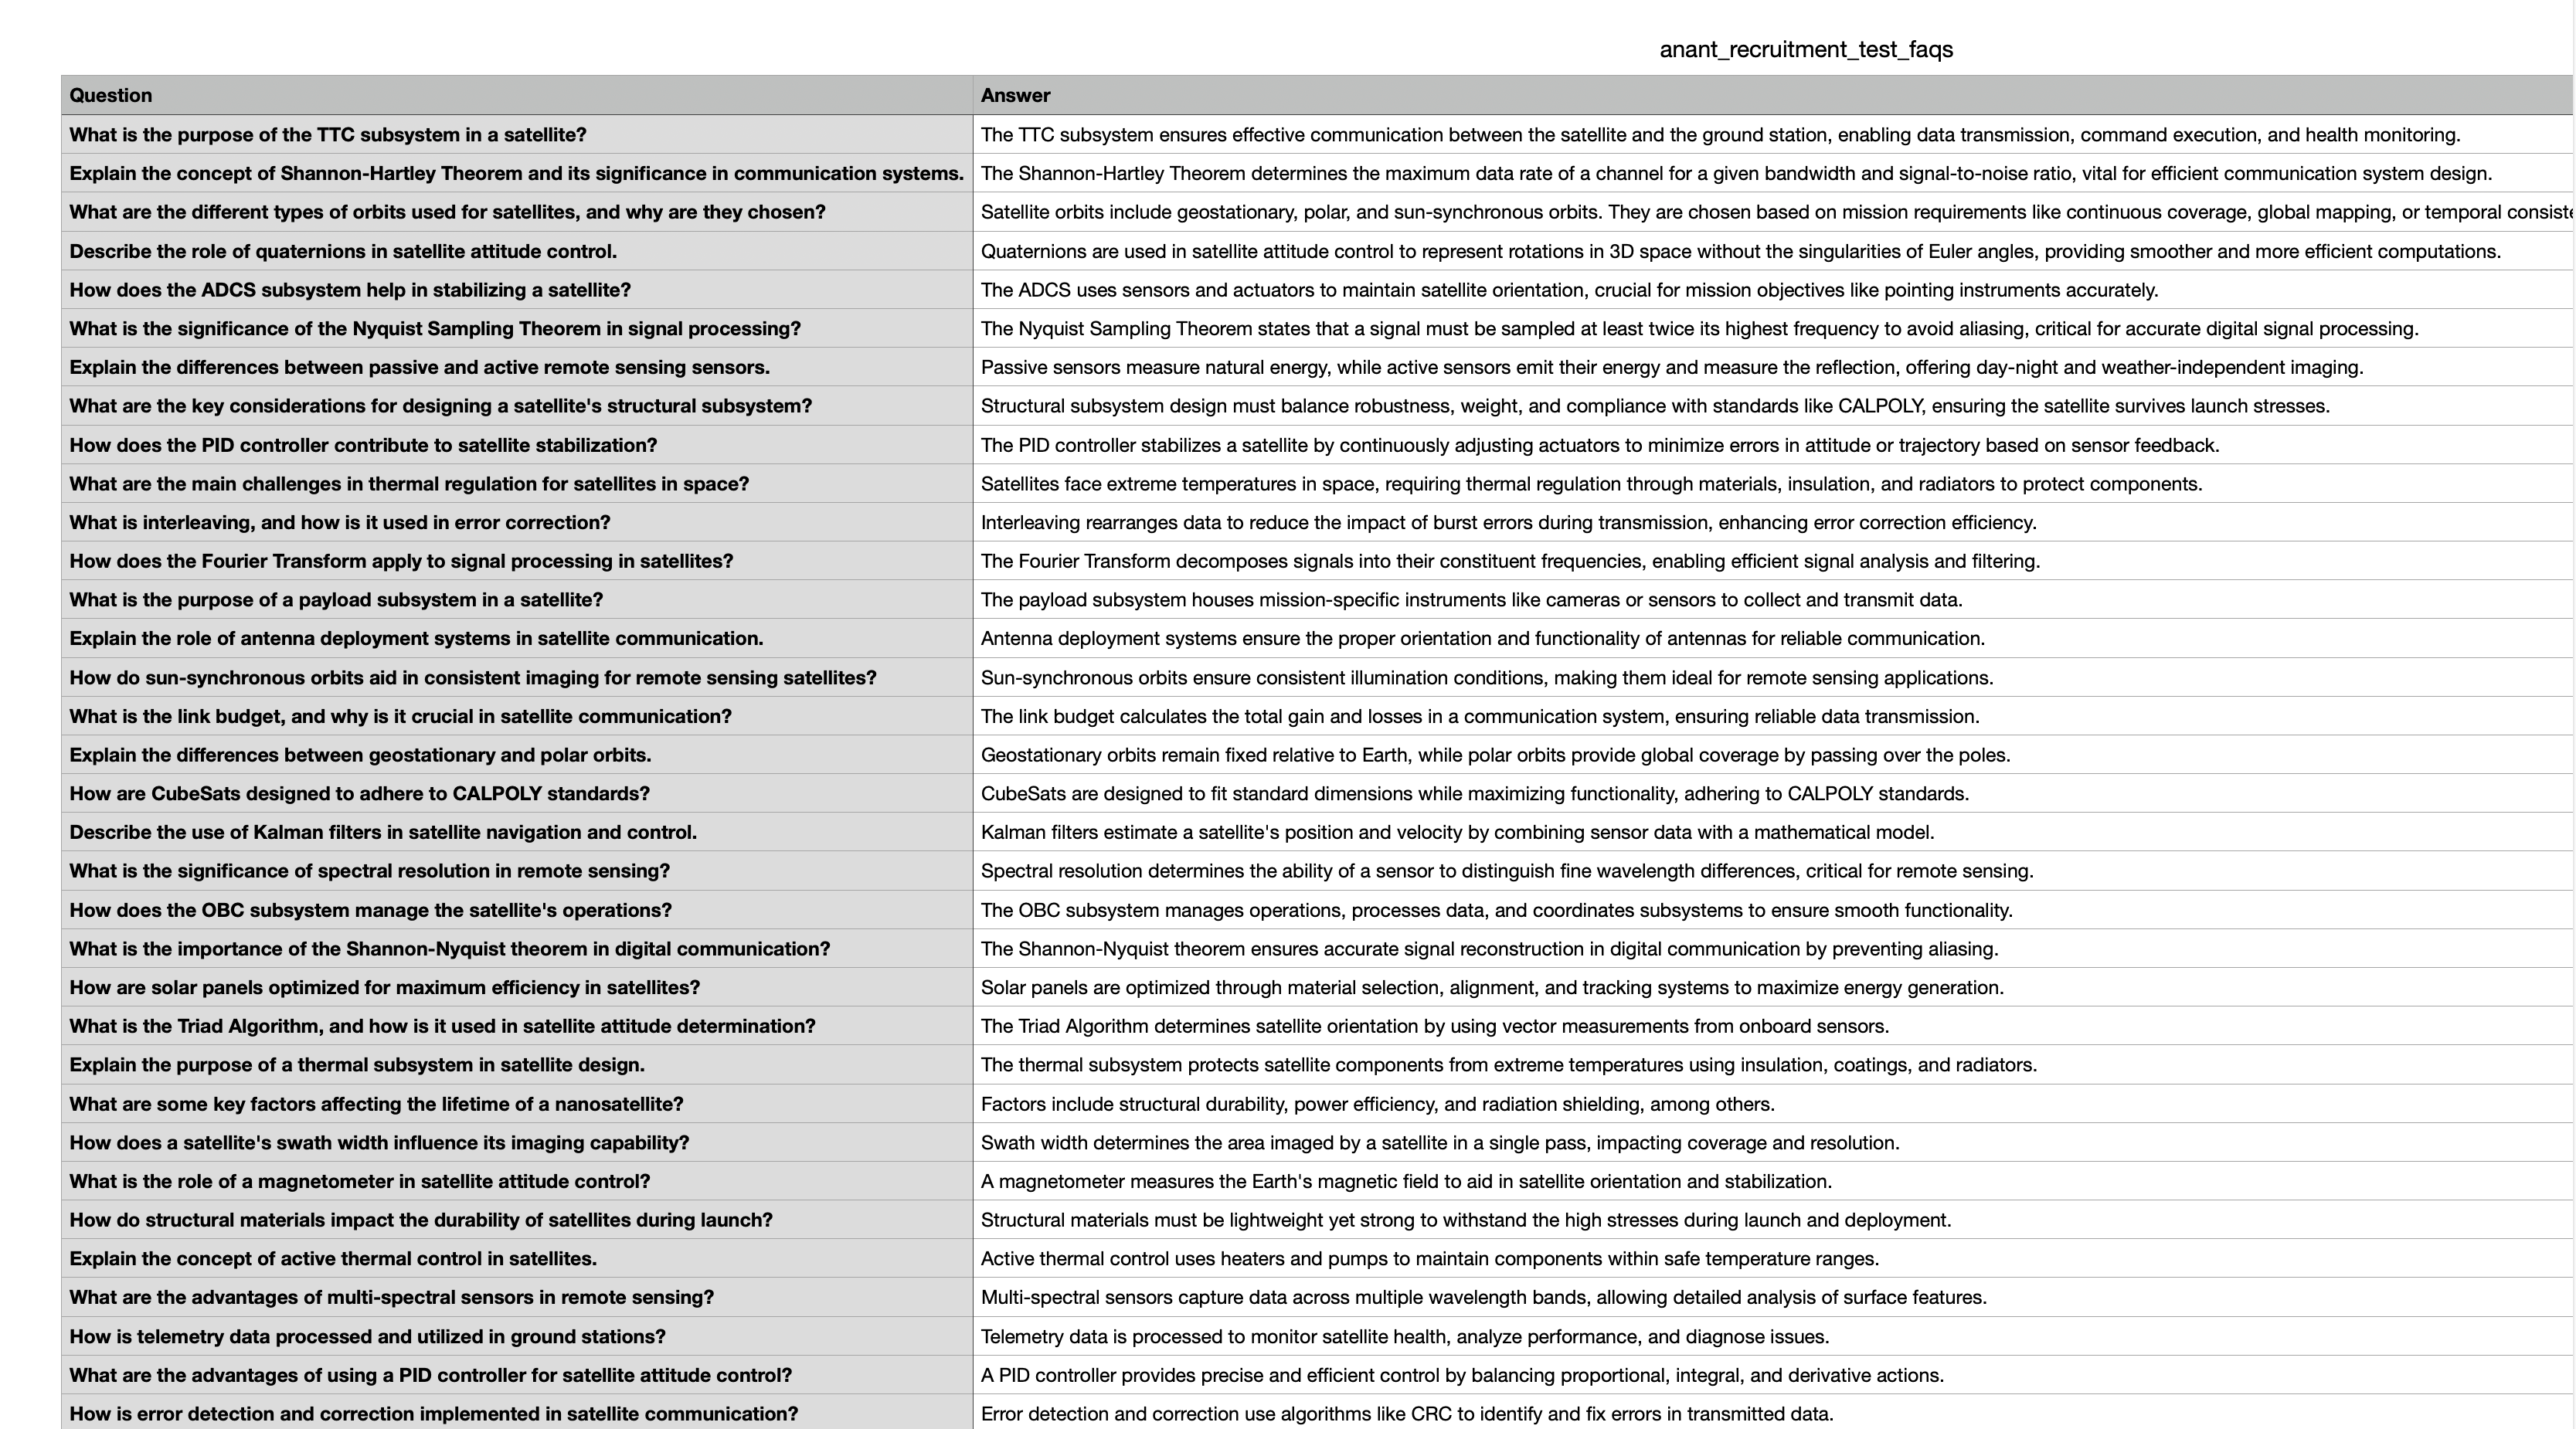 anant_recruitment_test_faqs
Question Answer
What is the purpose of the TTC subsystem in a satellite? The TTC subsystem ensures effective communication between the satellite and the ground station, enabling data transmission, command execution, and health monitoring.
Explain the concept of Shannon-Hartley Theorem and its significance in communication systems. The Shannon-Hartley Theorem determines the maximum data rate of a channel for a given bandwidth and signal-to-noise ratio, vital for efficient communication system design.
What are the different types of orbits used for satellites, and why are they chosen? Satellite orbits include geostationary, polar, and sun-synchronous orbits. They are chosen based on mission requirements like continuous coverage, global mapping, or temporal
Describe the role of quaternions in satellite attitude control. Quaternions are used in satellite attitude control to represent rotations in 3D space without the singularities of Euler angles, providing smoother and more efficient computations.
How does the ADCS subsystem help in stabilizing a satellite? The ADCS uses sensors and actuators to maintain satellite orientation, crucial for mission objectives like pointing instruments accurately.
What is the significance of the Nyquist Sampling Theorem in signal processing? The Nyquist Sampling Theorem states that a signal must be sampled at least twice its highest frequency to avoid aliasing, critical for accurate digital signal processing.
Explain the differences between passive and active remote sensing sensors. Passive sensors measure natural energy, while active sensors emit their energy and measure the reflection, offering day-night and weather-independent imaging.
What are the key considerations for designing a satellite's structural subsystem? Structural subsystem design must balance robustness, weight, and compliance with standards like CALPOLY, ensuring the satellite survives launch stresses.
How does the PID controller contribute to satellite stabilization? The PID controller stabilizes a satellite by continuously adjusting actuators to minimize errors in attitude or trajectory based on sensor feedback.
What are the main challenges in thermal regulation for satellites in space? Satellites face extreme temperatures in space, requiring thermal regulation through materials, insulation, and radiators to protect components.
What is interleaving, and how is it used in error correction? Interleaving rearranges data to reduce the impact of burst errors during transmission, enhancing error correction efficiency.
How does the Fourier Transform apply to signal processing in satellites? The Fourier Transform decomposes signals into their constituent frequencies, enabling efficient signal analysis and filtering.
What is the purpose of a payload subsystem in a satellite? The payload subsystem houses mission-specific instruments like cameras or sensors to collect and transmit data.
Explain the role of antenna deployment systems in satellite communication. Antenna deployment systems ensure the proper orientation and functionality of antennas for reliable communication.
How do sun-synchronous orbits aid in consistent imaging for remote sensing satellites? Sun-synchronous orbits ensure consistent illumination conditions, making them ideal for remote sensing applications.
What is the link budget, and why is it crucial in satellite communication? The link budget calculates the total gain and losses in a communication system, ensuring reliable data transmission.
Explain the differences between geostationary and polar orbits. Geostationary orbits remain fixed relative to Earth, while polar orbits provide global coverage by passing over the poles.
How are CubeSats designed to adhere to CALPOLY standards? CubeSats are designed to fit standard dimensions while maximizing functionality, adhering to CALPOLY standards.
Describe the use of Kalman filters in satellite navigation and control. Kalman filters estimate a satellite's position and velocity by combining sensor data with a mathematical model.
What is the significance of spectral resolution in remote sensing? Spectral resolution determines the ability of a sensor to distinguish fine wavelength differences, critical for remote sensing.
How does the OBC subsystem manage the satellite's operations? The OBC subsystem manages operations, processes data, and coordinates subsystems to ensure smooth functionality.
What is the importance of the Shannon-Nyquist theorem in digital communication? The Shannon-Nyquist theorem ensures accurate signal reconstruction in digital communication by preventing aliasing.
How are solar panels optimized for maximum efficiency in satellites? Solar panels are optimized through material selection, alignment, and tracking systems to maximize energy generation.
What is the Triad Algorithm, and how is it used in satellite attitude determination? The Triad Algorithm determines satellite orientation by using vector measurements from onboard sensors.
Explain the purpose of a thermal subsystem in satellite design. The thermal subsystem protects satellite components from extreme temperatures using insulation, coatings, and radiators.
What are some key factors affecting the lifetime of a nanosatellite? Factors include structural durability, power efficiency, and radiation shielding, among others.
How does a satellite's swath width influence its imaging capability? Swath width determines the area imaged by a satellite in a single pass, impacting coverage and resolution.
What is the role of a magnetometer in satellite attitude control? A magnetometer measures the Earth's magnetic field to aid in satellite orientation and stabilization.
How do structural materials impact the durability of satellites during launch? Structural materials must be lightweight yet strong to withstand the high stresses during launch and deployment.
Explain the concept of active thermal control in satellites. Active thermal control uses heaters and pumps to maintain components within safe temperature ranges.
What are the advantages of multi-spectral sensors in remote sensing? Multi-spectral sensors capture data across multiple wavelength bands, allowing detailed analysis of surface features.
How is telemetry data processed and utilized in ground stations? Telemetry data is processed to monitor satellite health, analyze performance, and diagnose issues.
What are the advantages of using a PID controller for satellite attitude control? A PID controller provides precise and efficient control by balancing proportional, integral, and derivative actions.
How is error detection and correction implemented in satellite communication? Error detection and correction use algorithms like CRC to identify and fix errors in transmitted data.